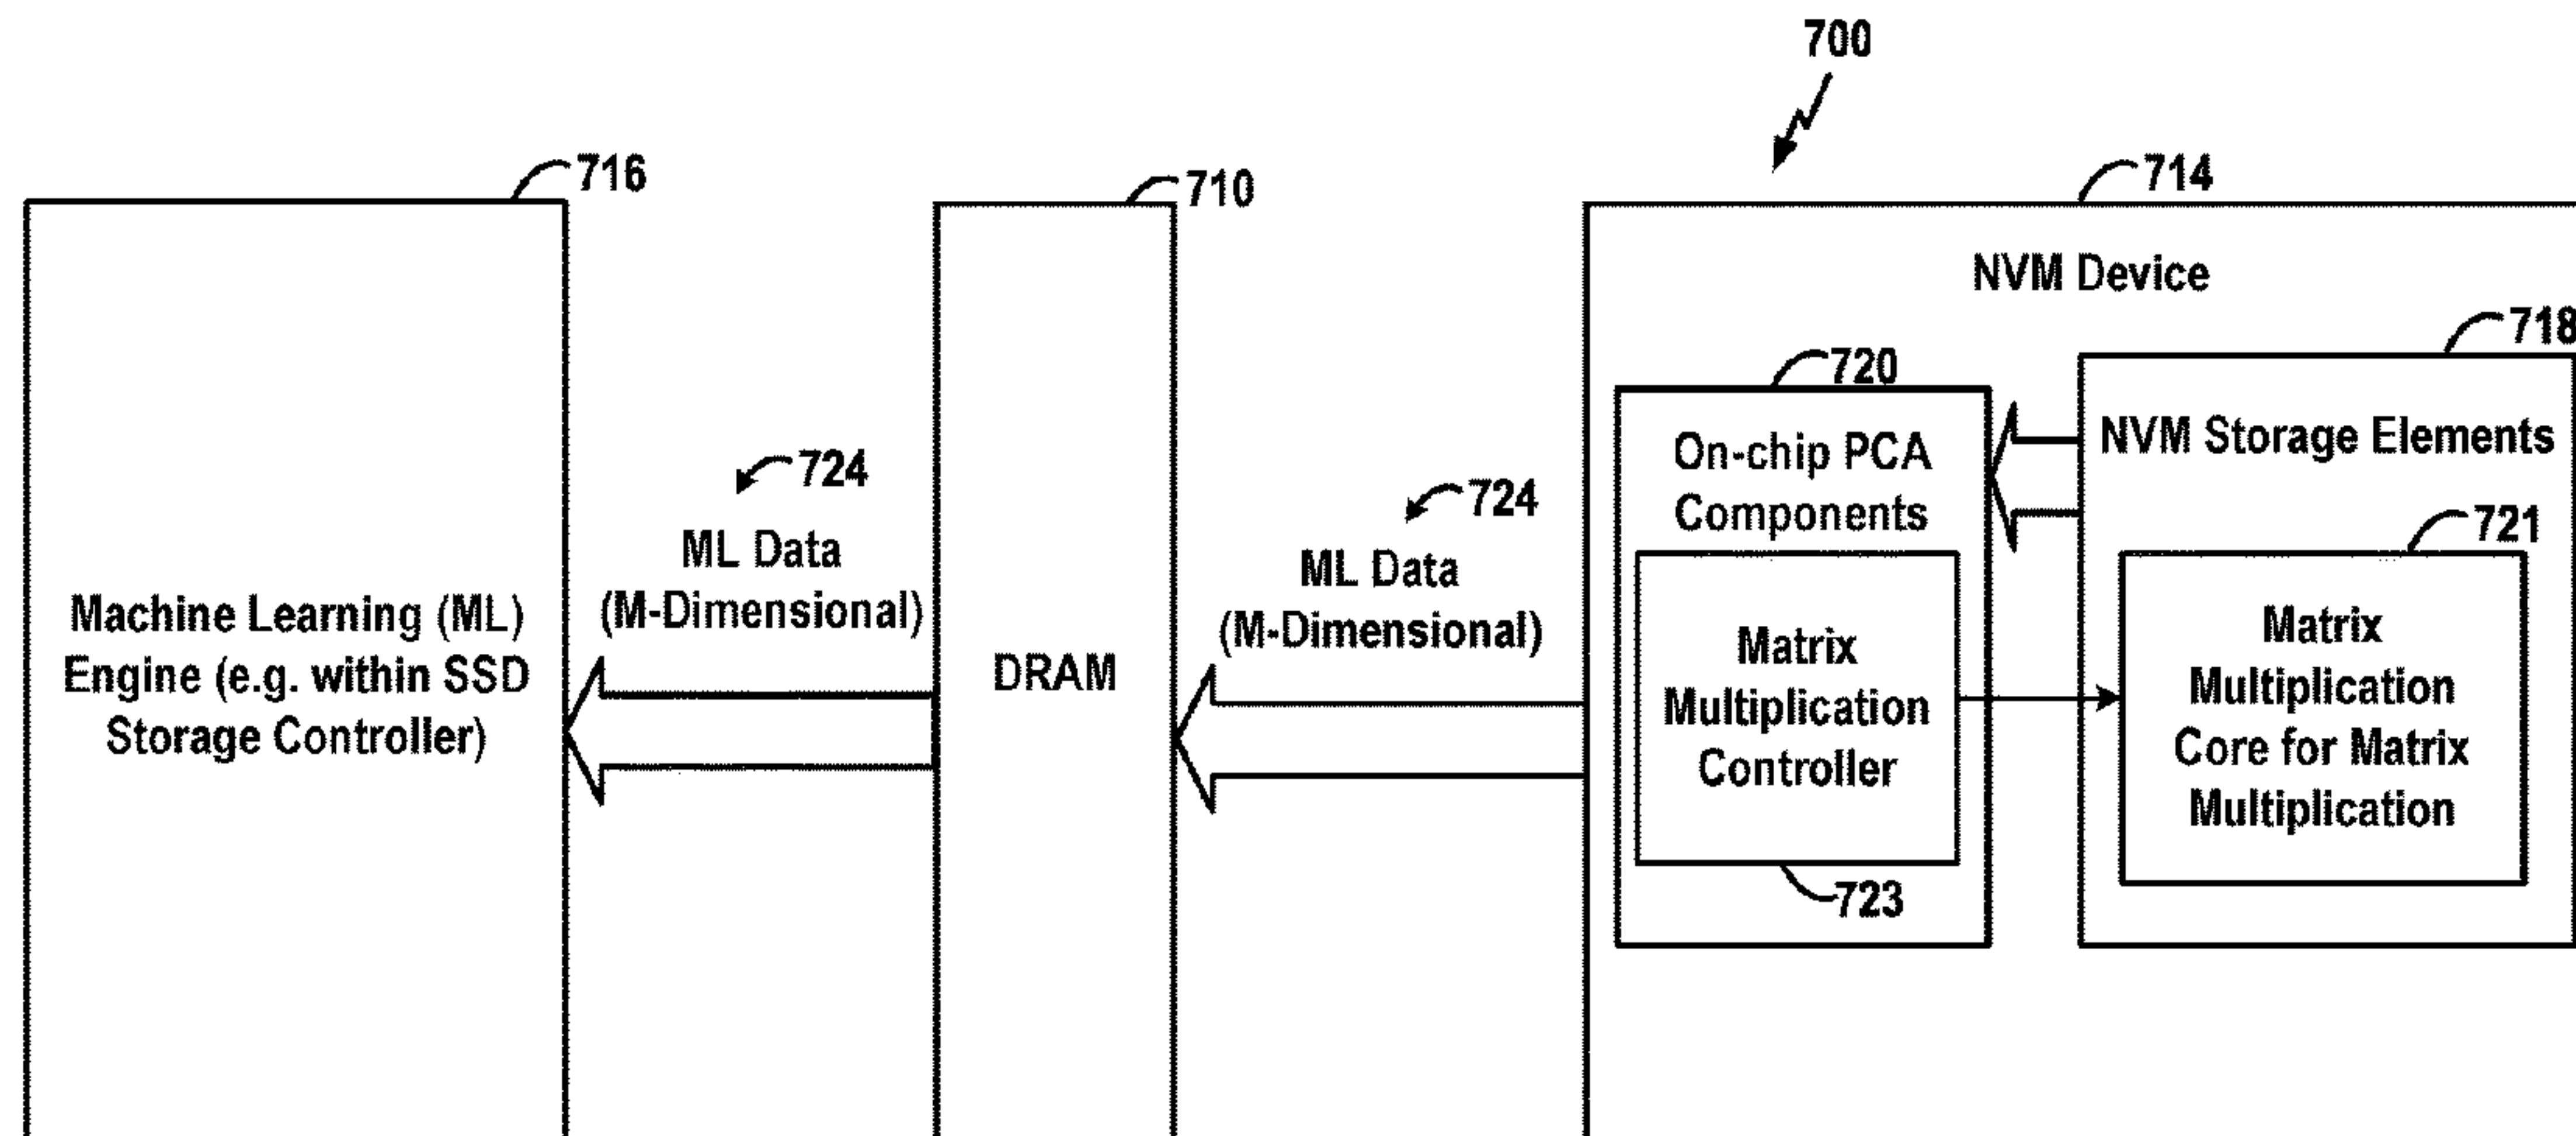 700
716
710
714
NVM Device
718
720
NVM Storage Elements
On-chip PCA
Components
724
ML Data
(M-Dimensional)
724
ML Data
(M-Dimensional)
721
Machine Learning (ML)
Engine (e.g. within SSD
Storage Controller)
DRAM
Matrix
Multiplication
Controller
Matrix
Multiplication
Core for Matrix
Multiplication
723